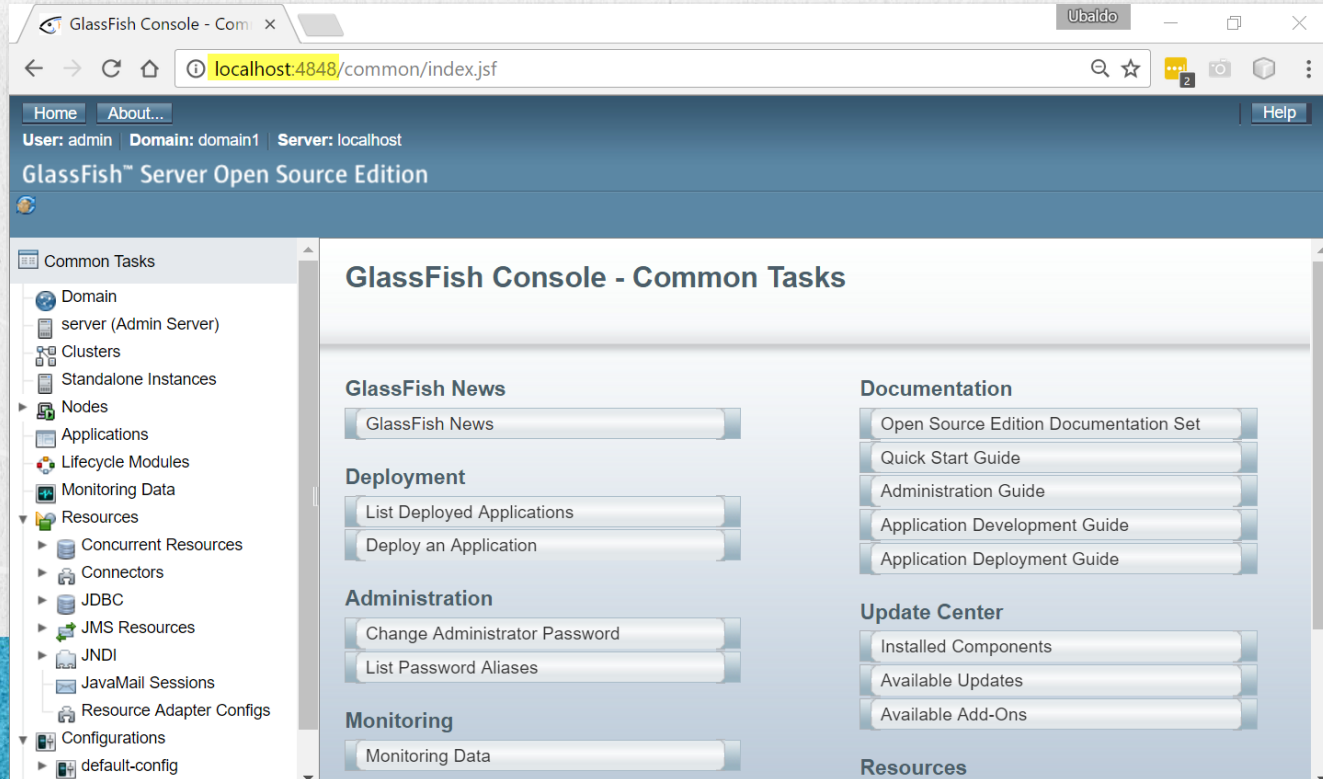 GlassFish Console - Com
Ubaldo
localhost:4848/common/index.jsf
2
Home About... Help
User: admin Domain: domain1 Server: localhost
GlassFish™ Server Open Source Edition
Common Tasks
Domain
server (Admin Server)
Clusters
Standalone Instances
Nodes
Applications
Lifecycle Modules
Monitoring Data
Resources
Concurrent Resources
Connectors
JDBC
JMS Resources
JNDI
JavaMail Sessions
Resource Adapter Configs
Configurations
default-config
GlassFish Console - Common Tasks
GlassFish News
GlassFish News
Deployment
List Deployed Applications
Deploy an Application
Administration
Change Administrator Password
List Password Aliases
Monitoring
Monitoring Data
Documentation
Open Source Edition Documentation Set
Quick Start Guide
Administration Guide
Application Development Guide
Application Deployment Guide
Update Center
Installed Components
Available Updates
Available Add-Ons
Resources